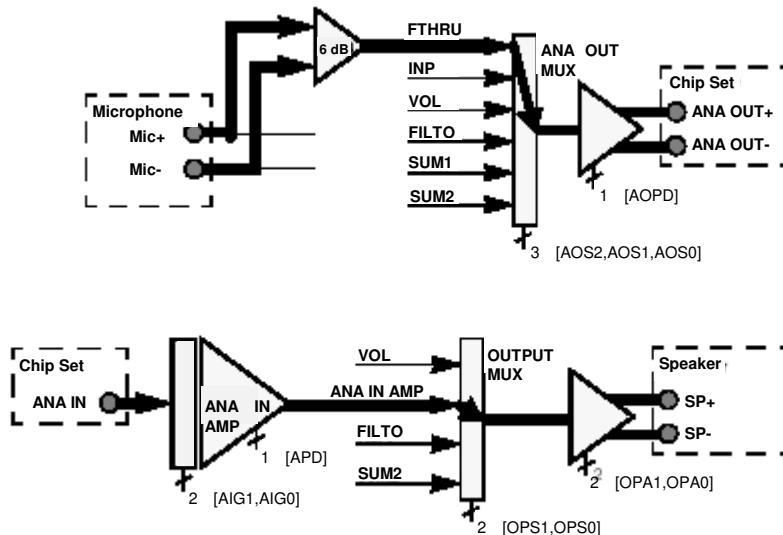 6 dB
FTHRU
ANA OUT
MUX
INP
VOL
FILTO
SUM1
SUM2
Microphone
Mic+
Mic-
Chip Set
ANA OUT+
ANA OUT-
1 [AOPD]
3 [AOS2,AOS1,AOS0]
Chip Set
ANA IN
ANA IN
AMP
1 [APD]
2 [AIG1,AIG0]
VOL
ANA IN AMP
FILTO
SUM2
OUTPUT
MUX
2 [OPS1,OPS0]
Speaker
SP+
SP-
2 [OPA1,OPA0]